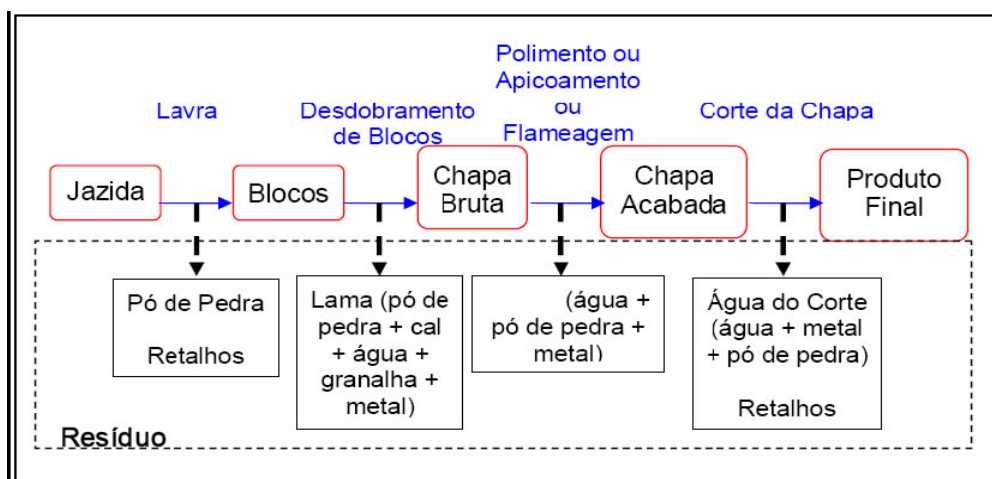 Lavra
Desdobramento
de Blocos
Polimento ou
Apicoamento
ou
Flameagem
Corte da Chapa
Jazida
Blocos
Chapa
Bruta
Chapa
Acabada
Produto
Final
Pó de Pedra
Retalhos
Lama (pó de
pedra + cal
+ água +
granalha +
metal)
(água +
pó de pedra +
metal)
Água do Corte
(água + metal
+ pó de pedra)
Retalhos
Resíduo